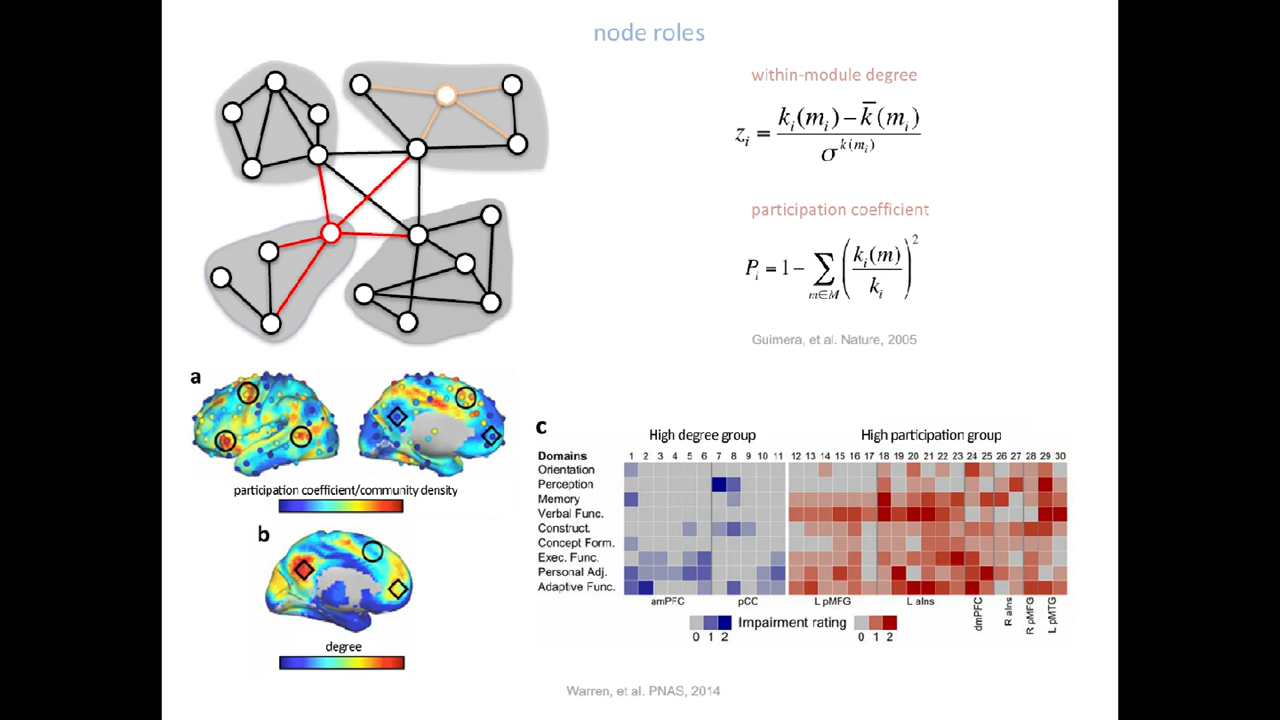 node roles
within-module degree
z_i = (k_i(m_i) − k̄(m_i)) / σ^{k(m_i)}
participation coefficient
P_i = 1 − ∑_{m∈M} (k_i(m) / k_i)^2
Guimera, et al. Nature, 2005
a
participation coefficient/community density
b
degree
c
High degree group High participation group
Domains 1 2 3 4 5 6 7 8 9 10 11 12 13 14 15 16 17 18 19 20 21 22 23 24 25 26 27 28 29 30
Orientation
Perception
Memory
Verbal Func.
Construct.
Concept Form.
Exec. Func.
Personal Adj.
Adaptive Func.
amPFC pCC L pMFG L aIns dmPFC R aIns R pMFG L pMTG
Impairment rating
0 1 2 0 1 2
Warren, et al. PNAS, 2014